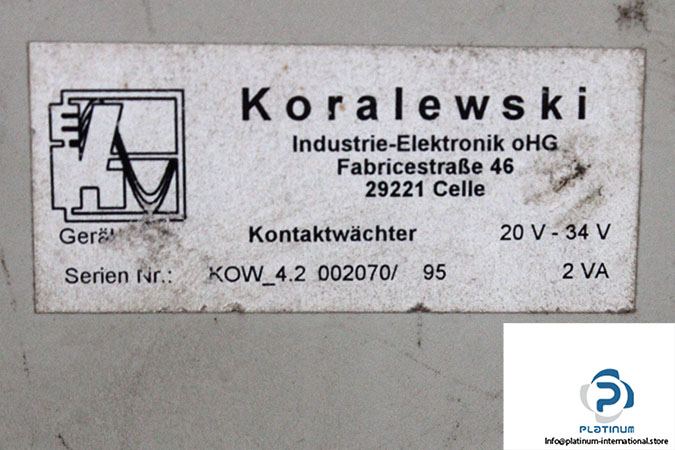 Koralewski
Industrie-Elektronik oHG
Fabricestraße 46
29221 Celle
Kontaktwächter 20 V - 34 V
Serien Nr.: KOW_4.2 002070/ 95 2 VA
PLATINUM
Info@platinum-international.store